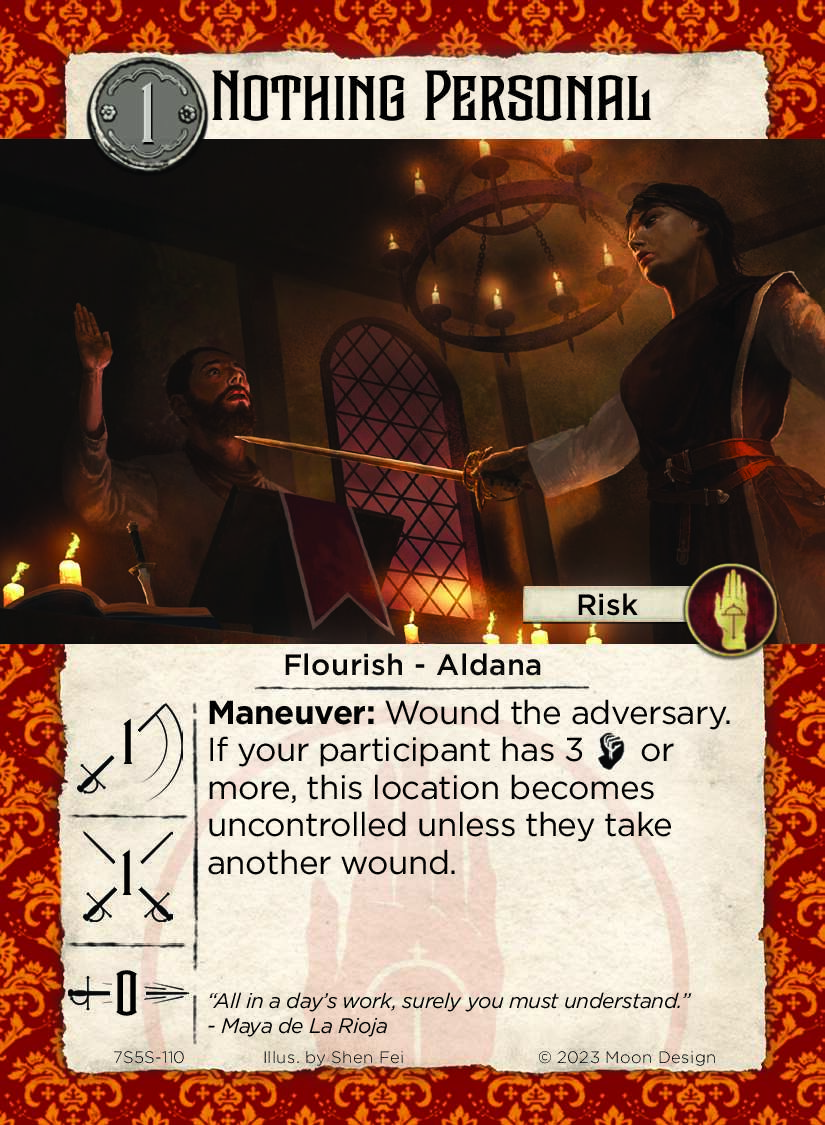 1
Nothing Personal
Risk
Flourish - Aldana
1
1
0
Maneuver: Wound the adversary.
If your participant has 3 or
more, this location becomes
uncontrolled unless they take
another wound.
“All in a day’s work, surely you must understand.”
- Maya de La Rioja
7S5S-110 Illus. by Shen Fei © 2023 Moon Design